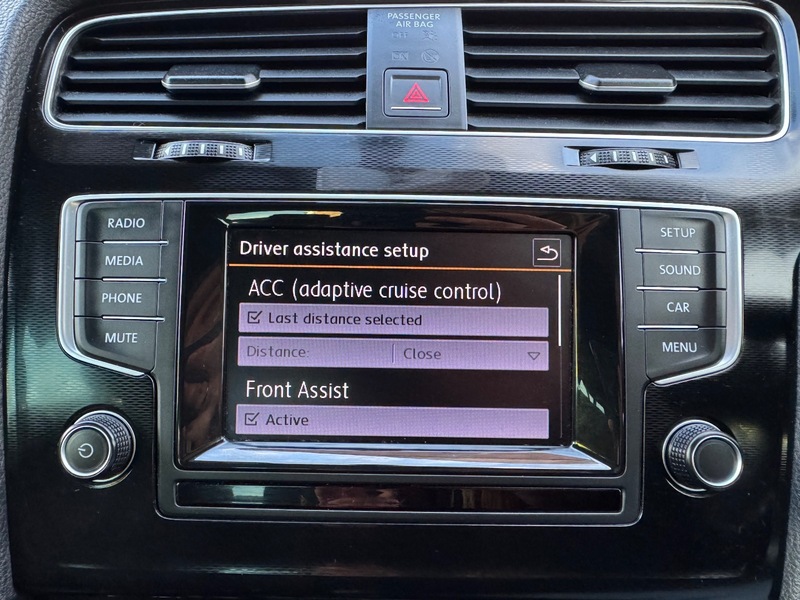 PASSENGER
AIR BAG
RADIO
MEDIA
PHONE
MUTE
Driver assistance setup
ACC (adaptive cruise control)
Last distance selected
Distance: Close
Front Assist
Active
SETUP
SOUND
CAR
MENU